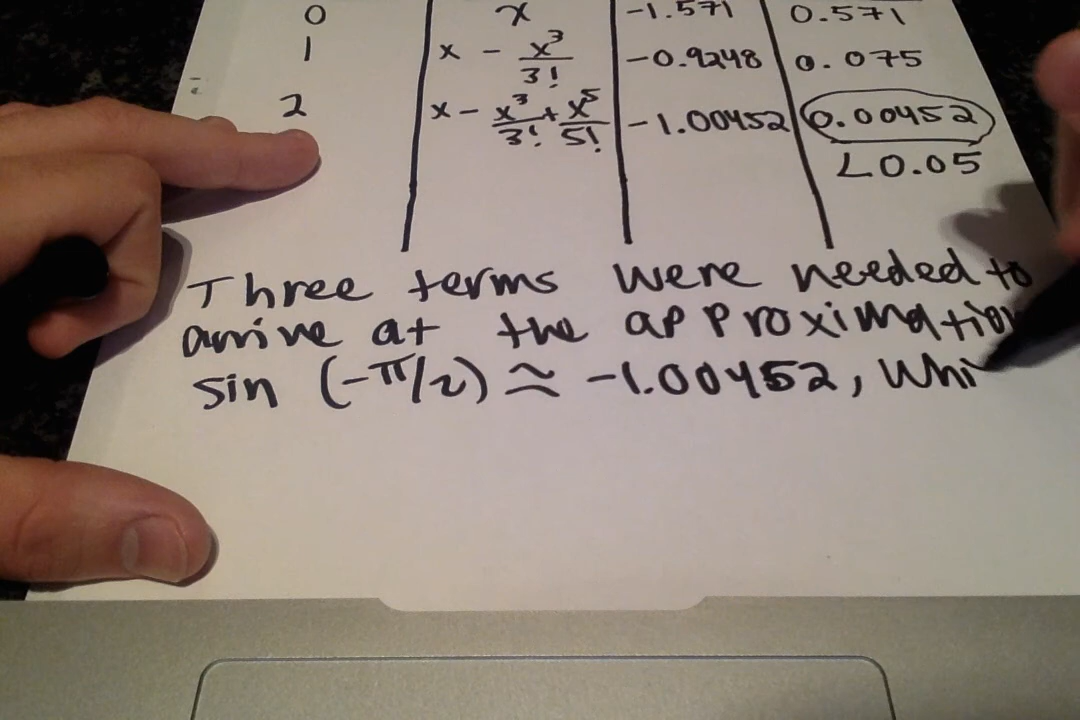 0 x -1.571 0.571
1 x - x³/3! -0.9248 0.075
2 x - x³/3! + x⁵/5! -1.00452 0.00452
<0.05
Three terms were needed to
arrive at the approximation
sin (-π/2) ≈ -1.00452, Whi